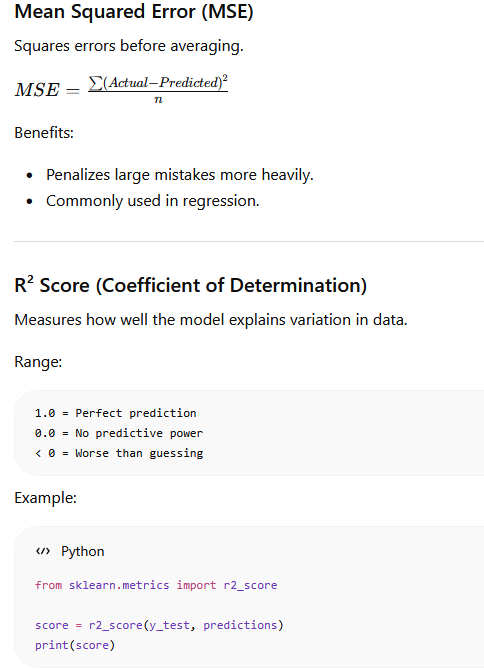 Mean Squared Error (MSE)
Squares errors before averaging.
MSE = ∑(Actual−Predicted)² / n
Benefits:
• Penalizes large mistakes more heavily.
• Commonly used in regression.
R² Score (Coefficient of Determination)
Measures how well the model explains variation in data.
Range:
1.0 = Perfect prediction
0.0 = No predictive power
< 0 = Worse than guessing
Example:
</> Python
from sklearn.metrics import r2_score
score = r2_score(y_test, predictions)
print(score)